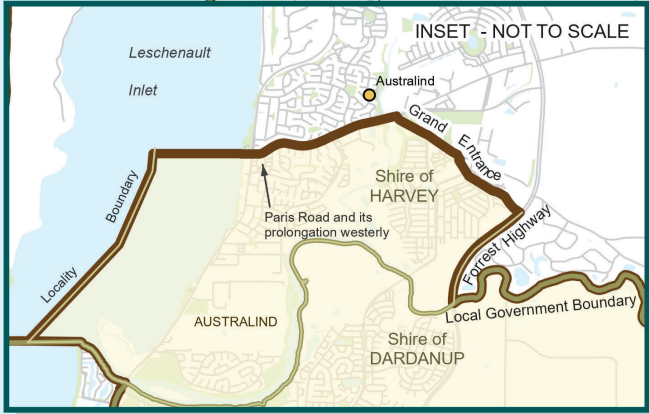 INSET - NOT TO SCALE
Leschenault
Inlet
Australind
Grand Entrance
Shire of
HARVEY
Boundary
Paris Road and its
prolongation westerly
Forrest Highway
Locality
Local Government Boundary
AUSTRALIND
Shire of
DARDANUP